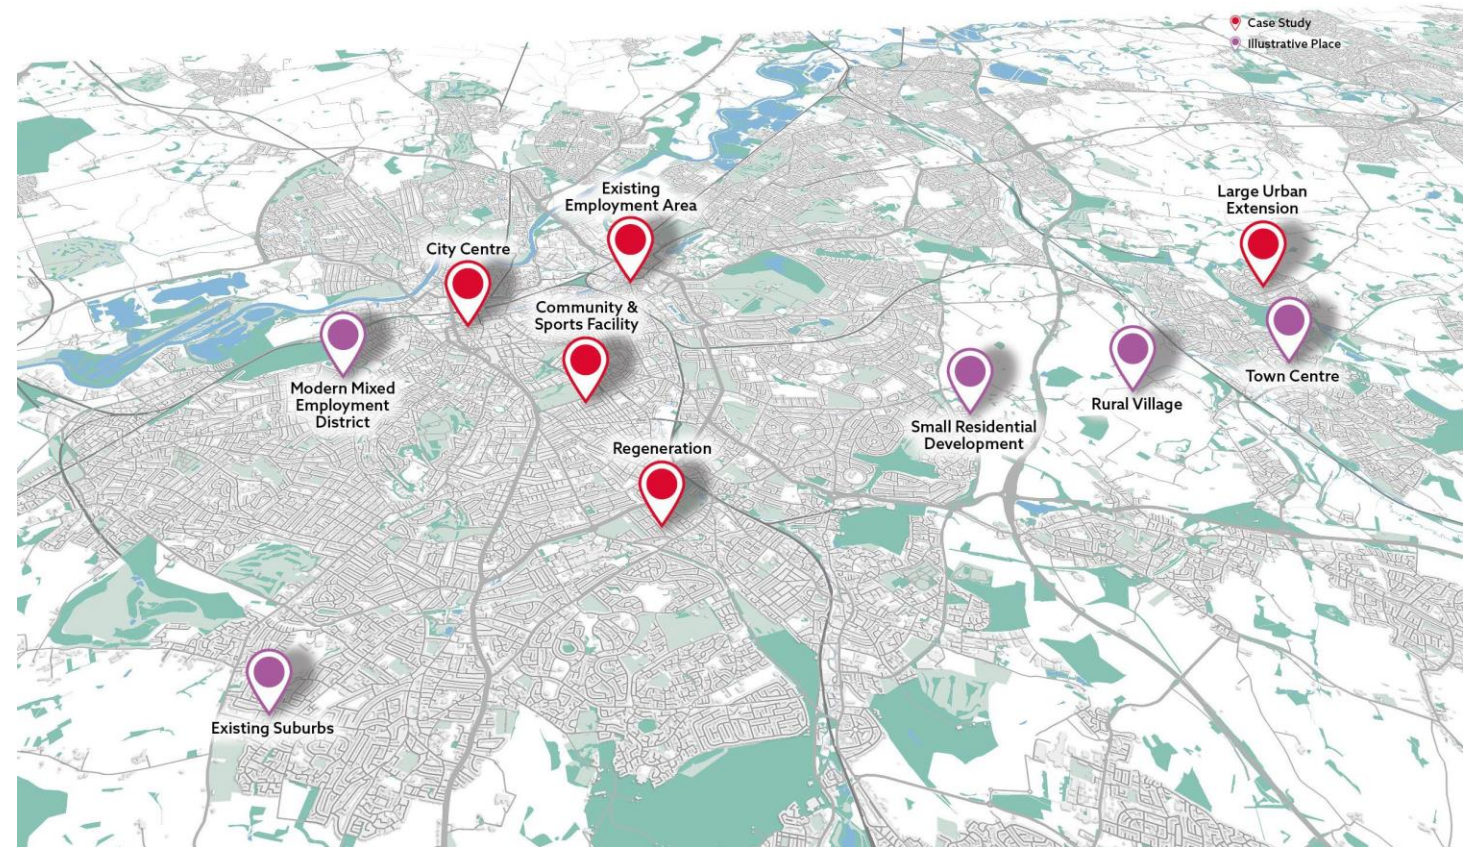 Case Study
Illustrative Place
Existing
Employment Area
Large Urban
Extension
City Centre
Community &
Sports Facility
Modern Mixed
Employment
District
Town Centre
Rural Village
Small Residential
Development
Regeneration
Existing Suburbs